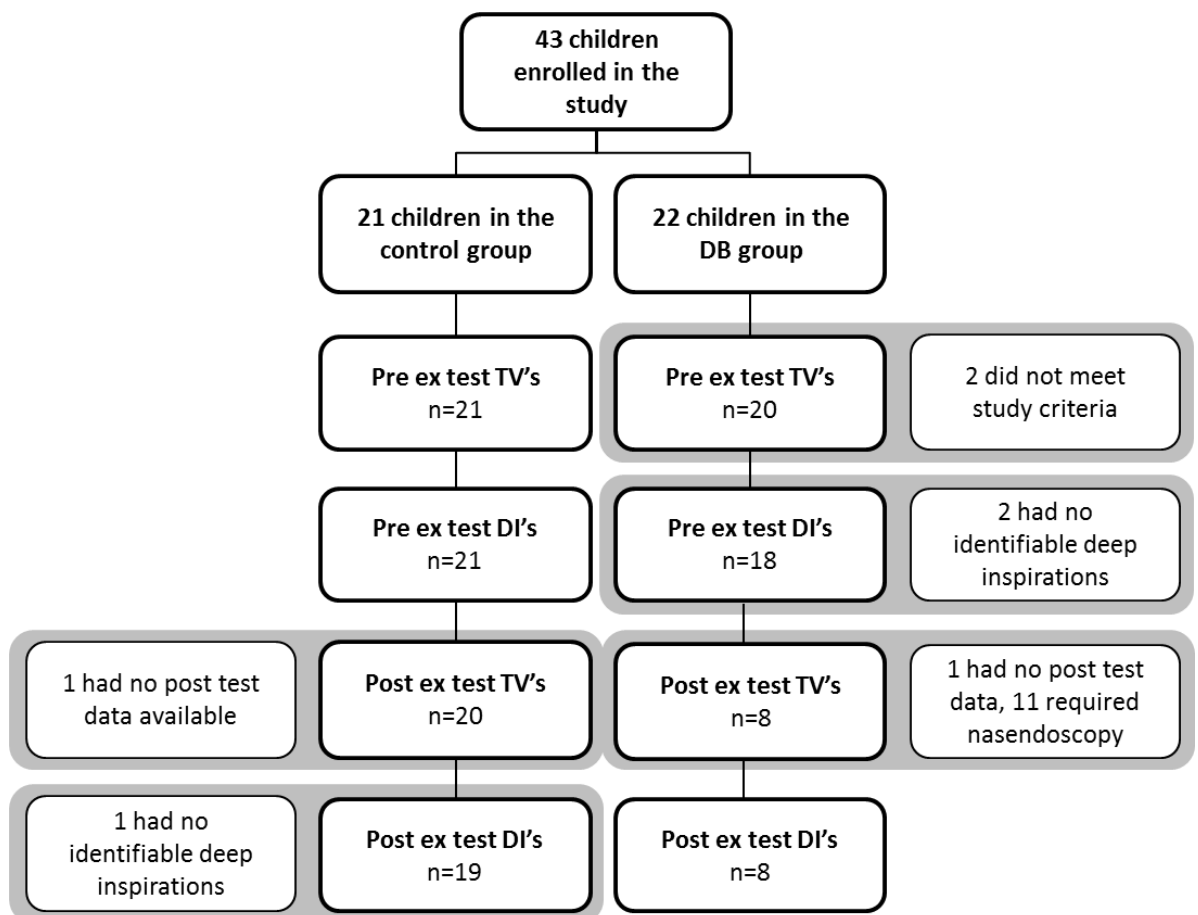 43 children
enrolled in the
study
21 children in the
control group
22 children in the
DB group
Pre ex test TV's
n=21
Pre ex test TV's
n=20
2 did not meet
study criteria
Pre ex test DI's
n=21
Pre ex test DI's
n=18
2 had no
identifiable deep
inspirations
1 had no post test
data available
Post ex test TV's
n=20
Post ex test TV's
n=8
1 had no post test
data, 11 required
nasendoscopy
1 had no
identifiable deep
inspirations
Post ex test DI's
n=19
Post ex test DI's
n=8